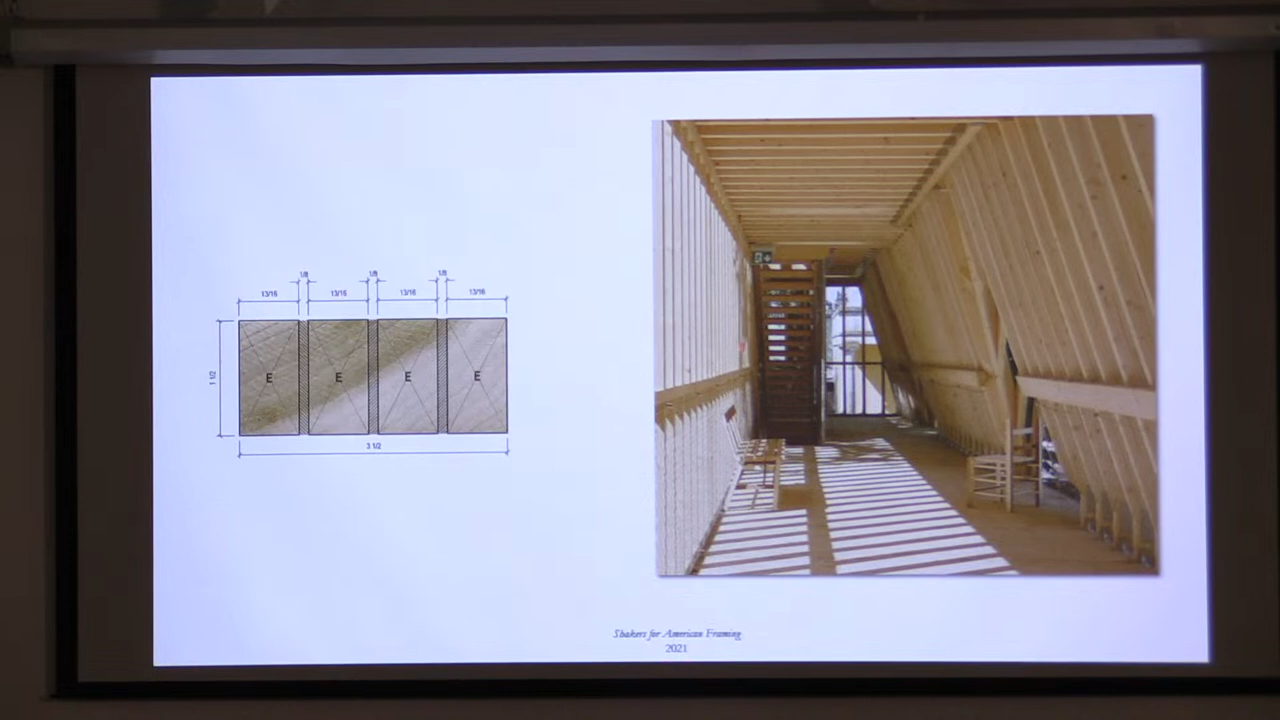 1/8 1/8 1/8
13/16 13/16 13/16 13/16
1 1/2
E E E E
3 1/2
Shakers for American Framing
2021